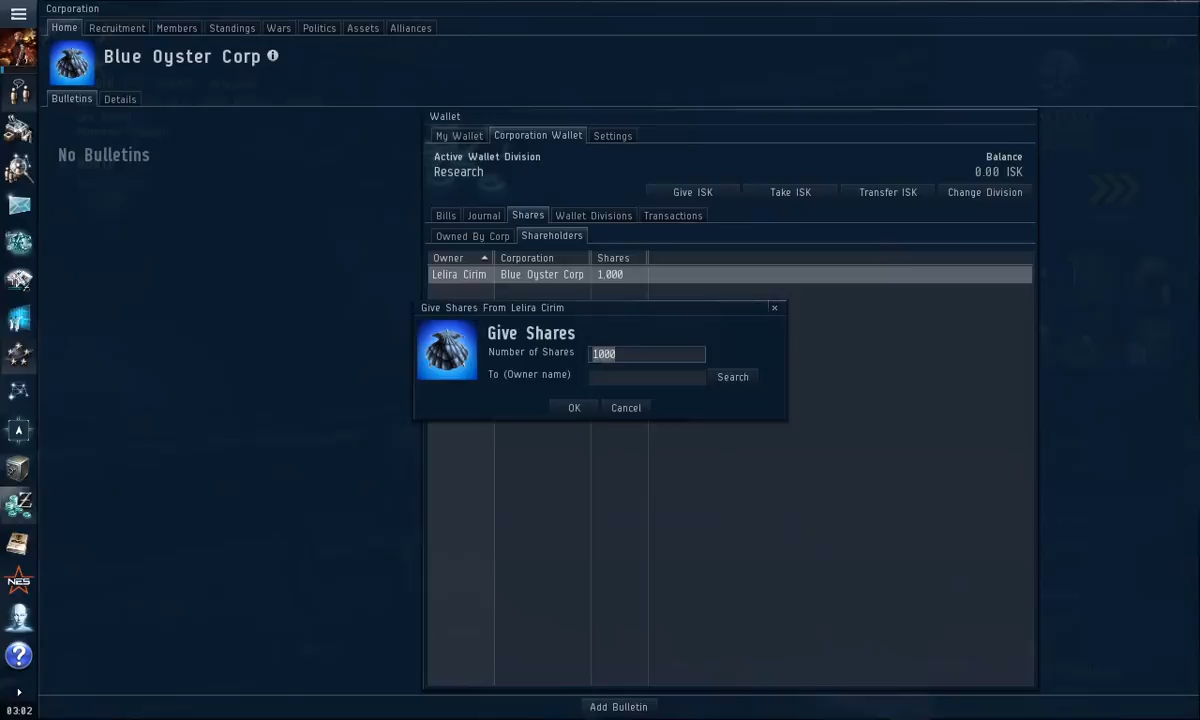 Corporation
Home Recruitment Members Standings Wars Politics Assets Alliances
Blue Oyster Corp
Bulletins Details
No Bulletins
Wallet
My Wallet Corporation Wallet Settings
Active Wallet Division Balance
Research 0.00 ISK
Give ISK Take ISK Transfer ISK Change Division
Bills Journal Shares Wallet Divisions Transactions
Owned By Corp Shareholders
Owner Corporation Shares
Lelira Cirim Blue Oyster Corp 1.000
Give Shares From Lelira Cirim
Give Shares
Number of Shares 1000
To (Owner name) Search
OK Cancel
Z
NES
?
03:02
Add Bulletin